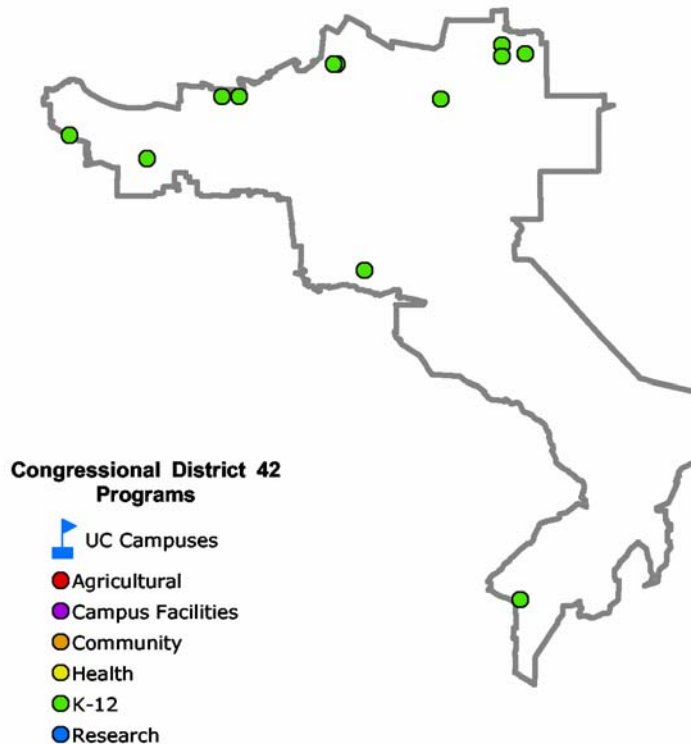 Congressional District 42
Programs
UC Campuses
Agricultural
Campus Facilities
Community
Health
K-12
Research